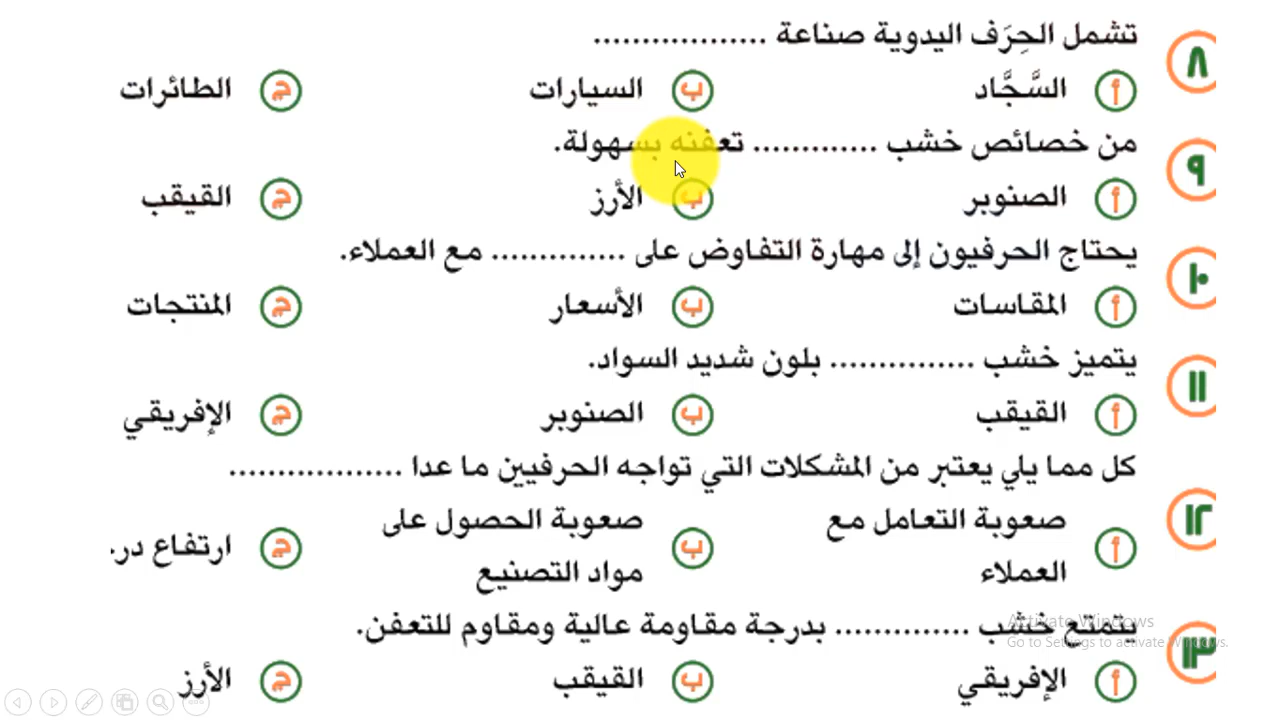 ٨ تشمل الحِرَف اليدوية صناعة ..................
أ السَّجَّاد ب السيارات ج الطائرات
٩ من خصائص خشب ............. تعفنه بسهولة.
أ الصنوبر ب الأرز ج القيقب
١٠ يحتاج الحرفيون إلى مهارة التفاوض على .............. مع العملاء.
أ المقاسات ب الأسعار ج المنتجات
١١ يتميز خشب ............... بلون شديد السواد.
أ القيقب ب الصنوبر ج الإفريقي
١٢ كل مما يلي يعتبر من المشكلات التي تواجه الحرفيين ما عدا ..................
أ صعوبة التعامل مع العملاء ب صعوبة الحصول على مواد التصنيع ج ارتفاع در
١٣ يتمتع خشب .............. بدرجة مقاومة عالية ومقاوم للتعفن.
أ الإفريقي ب القيقب ج الأرز
Activate Windows
Go to Settings to activate Windows.